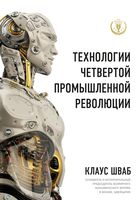 ТЕХНОЛОГИИ
ЧЕТВЕРТОЙ
ПРОМЫШЛЕННОЙ
РЕВОЛЮЦИИ
КЛАУС ШВАБ